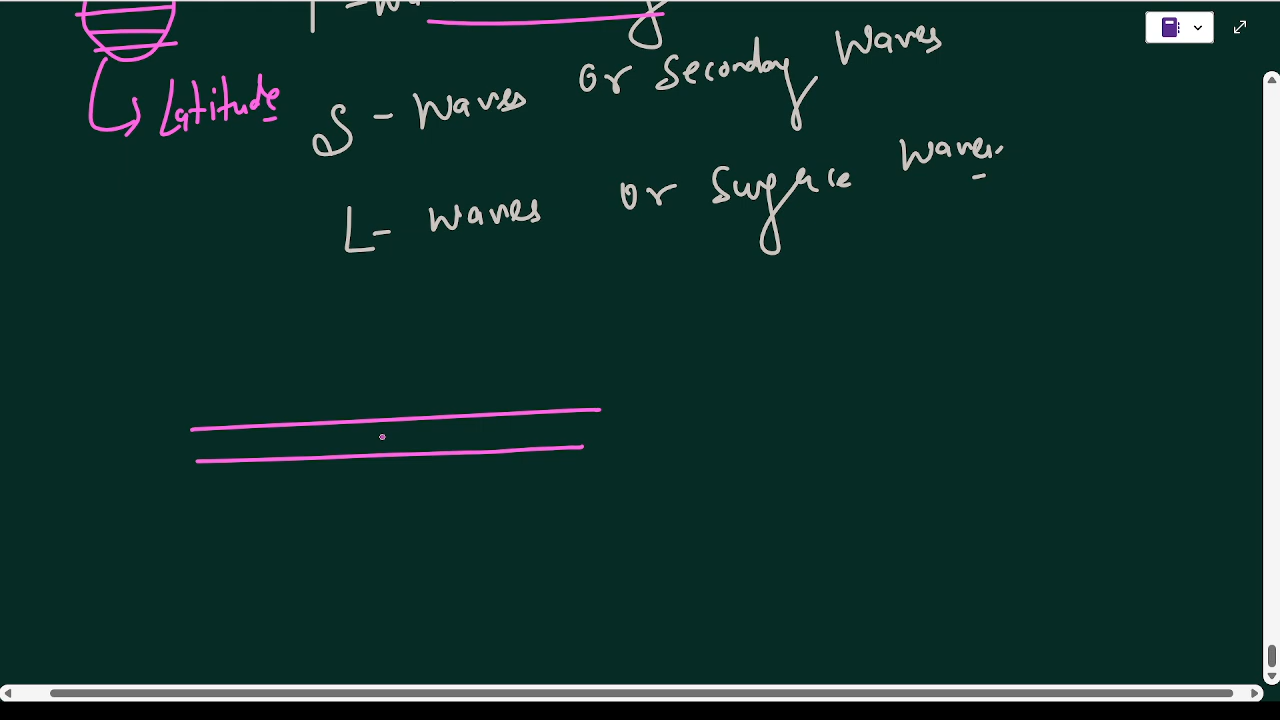 Latitude
S - Waves or Seconday Waves
L - Waves or Surface Waves.